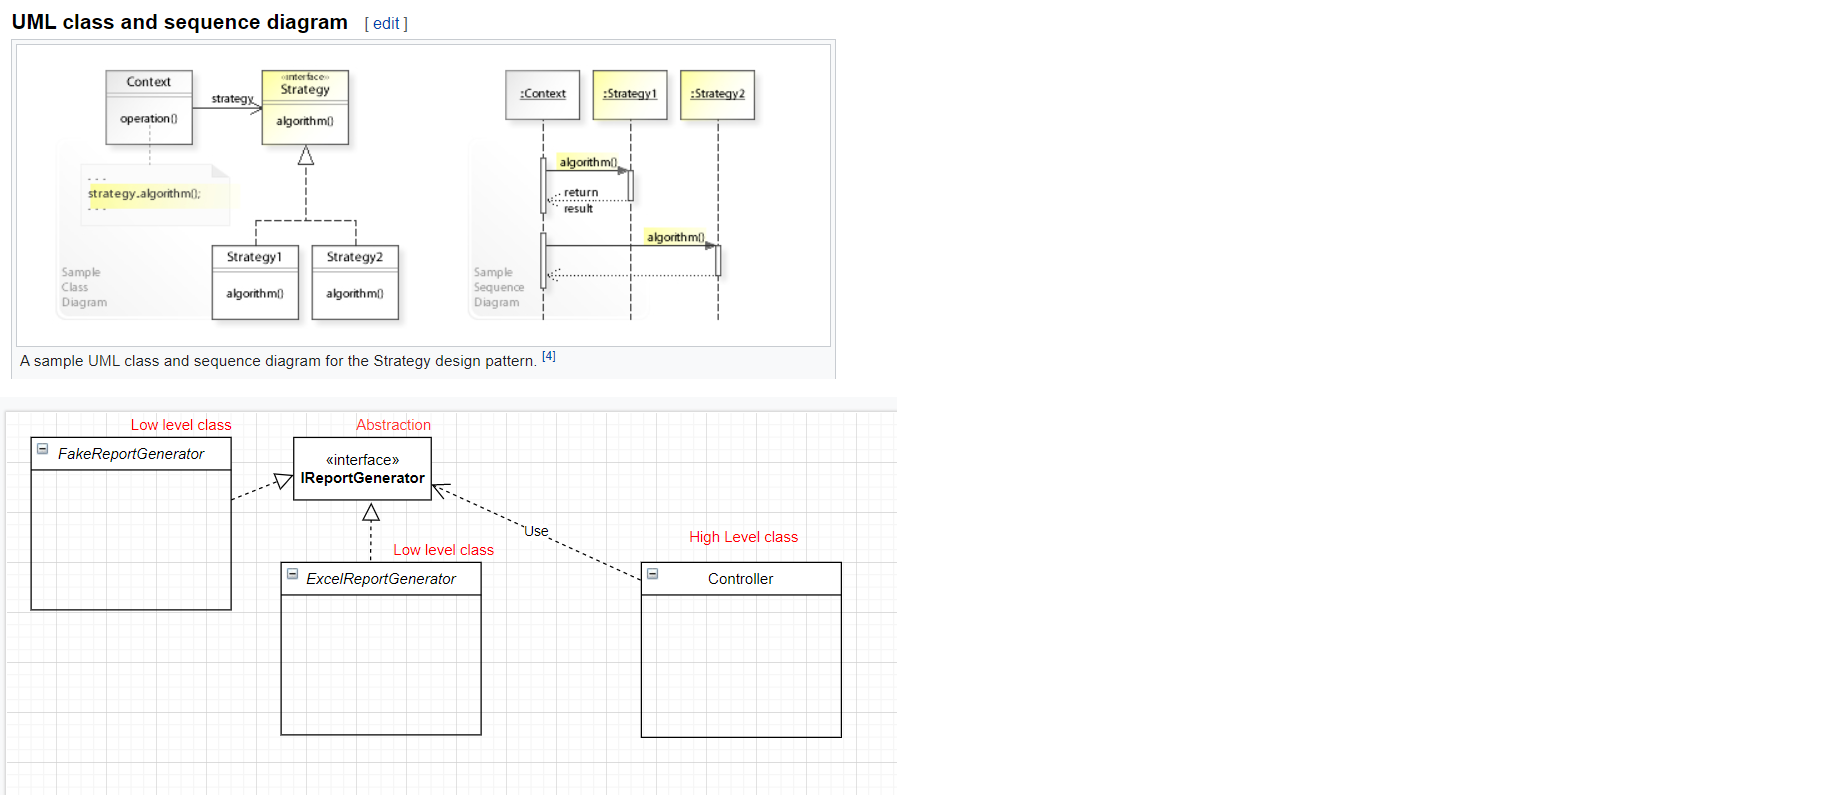 UML class and sequence diagram [ edit ]
Context
operation()
strategy
«interface»
Strategy
algorithm()
. . .
strategy.algorithm();
. . .
Strategy1
algorithm()
Strategy2
algorithm()
Sample
Class
Diagram
:Context
:Strategy1
:Strategy2
algorithm()
return
result
algorithm()
Sample
Sequence
Diagram
A sample UML class and sequence diagram for the Strategy design pattern. [4]
Low level class
FakeReportGenerator
Abstraction
«interface»
IReportGenerator
Use
Low level class
ExcelReportGenerator
High Level class
Controller